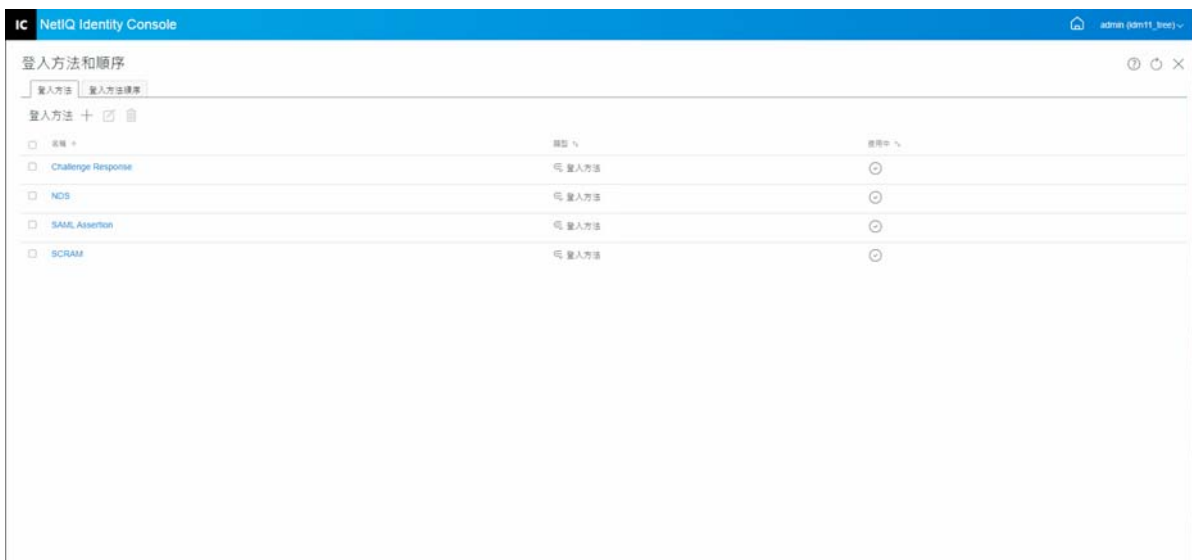 IC NetIQ Identity Console
admin (idm11_tree)
登入方法和順序
登入方法 登入方法順序
登入方法
名稱 類型 使用中
Challenge Response 登入方法
NDS 登入方法
SAML Assertion 登入方法
SCRAM 登入方法